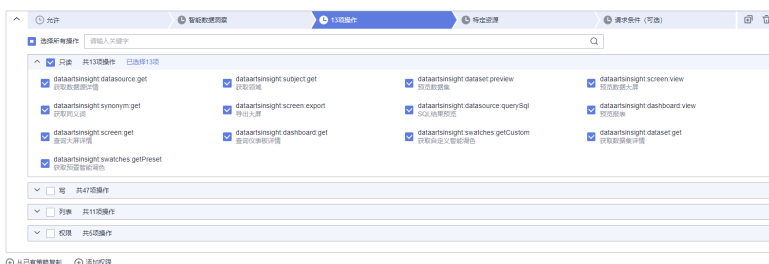 允许 智能数据洞察 13项操作 特定资源 请求条件（可选）
选择所有操作 请输入关键字
只读 共13项操作 已选择13项
dataartsinsight:datasource:get dataartsinsight:subject:get dataartsinsight:dataset:preview dataartsinsight:screen:view
获取数据源详情 获取领域 预览数据集 预览数据大屏
dataartsinsight:synonym:get dataartsinsight:screen:export dataartsinsight:datasource:querySql dataartsinsight:dashboard:view
获取同义词 导出大屏 SQL结果预览 预览报表
dataartsinsight:screen:get dataartsinsight:dashboard:get dataartsinsight:swatches:getCustom dataartsinsight:dataset:get
查询大屏详情 查询仪表板详情 获取自定义智能调色 获取数据集详情
dataartsinsight:swatches:getPreset
获取预置智能调色
写 共47项操作
列表 共11项操作
权限 共5项操作
从已有策略复制 添加权限